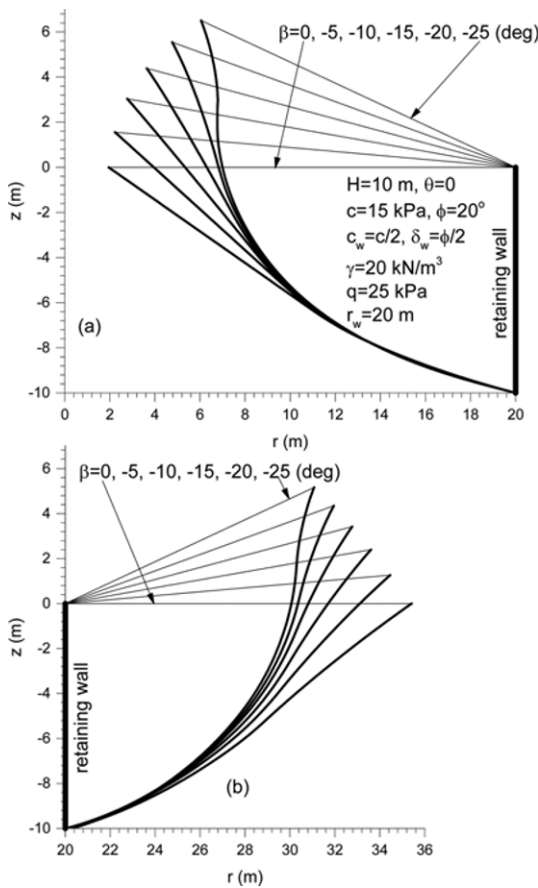 6
4
2
0
-2
-4
-6
-8
-10
z (m)
β=0, -5, -10, -15, -20, -25 (deg)
H=10 m, θ=0
c=15 kPa, ϕ=20°
c_w=c/2, δ_w=ϕ/2
γ=20 kN/m³
q=25 kPa
r_w=20 m
retaining wall
(a)
0 2 4 6 8 10 12 14 16 18 20
r (m)
6
4
2
0
-2
-4
-6
-8
-10
z (m)
β=0, -5, -10, -15, -20, -25 (deg)
retaining wall
(b)
20 22 24 26 28 31 33 34 36
r (m)